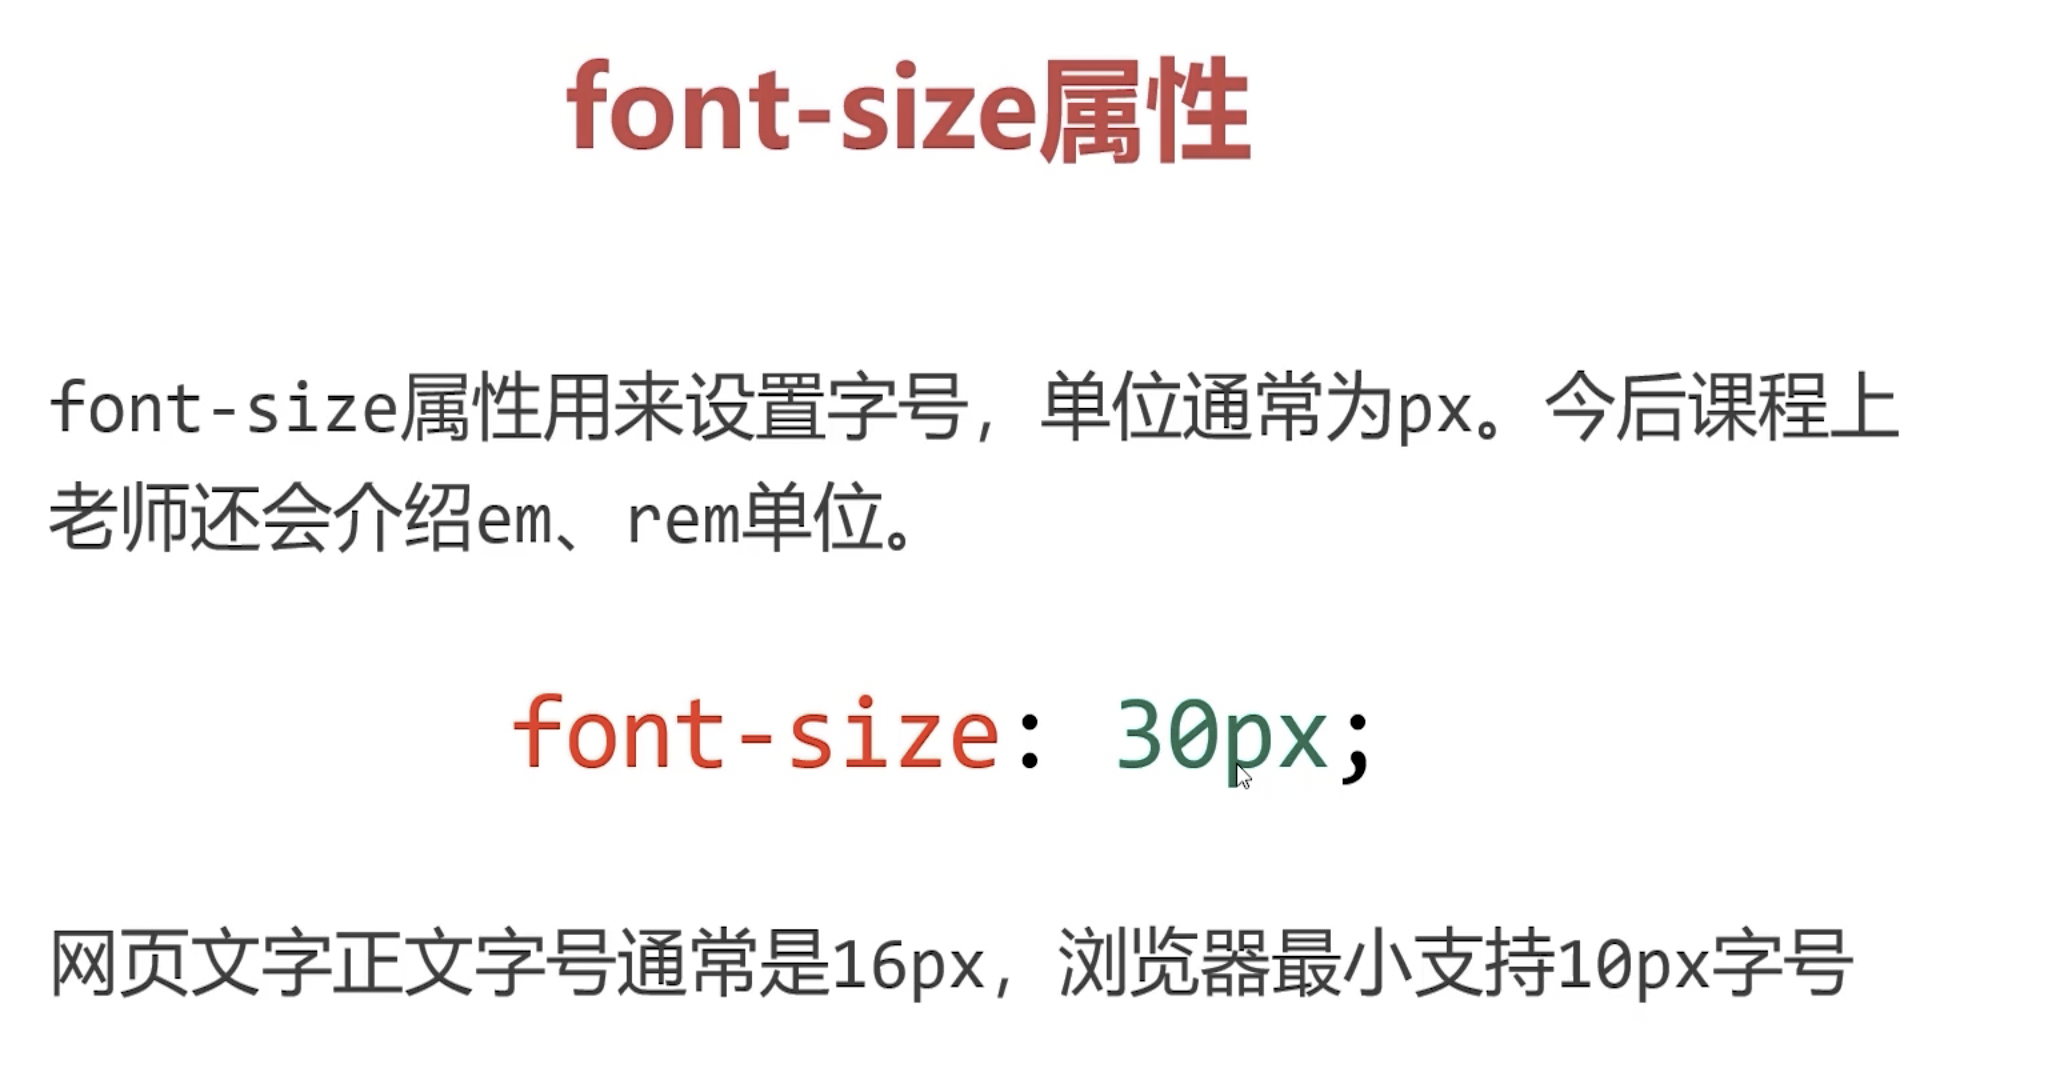 font-size属性
font-size属性用来设置字号，单位通常为px。今后课程上
老师还会介绍em、rem单位。
font-size: 30px;
网页文字正文字号通常是16px，浏览器最小支持10px字号